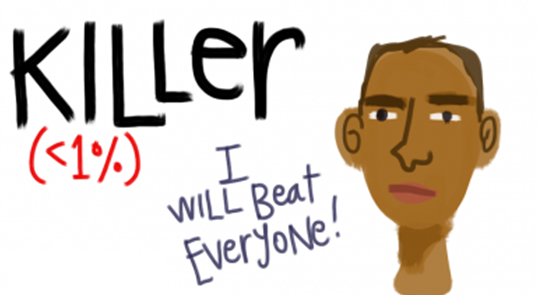 KILLer
(<1%)
I
WILL Beat
EVeryoNe!